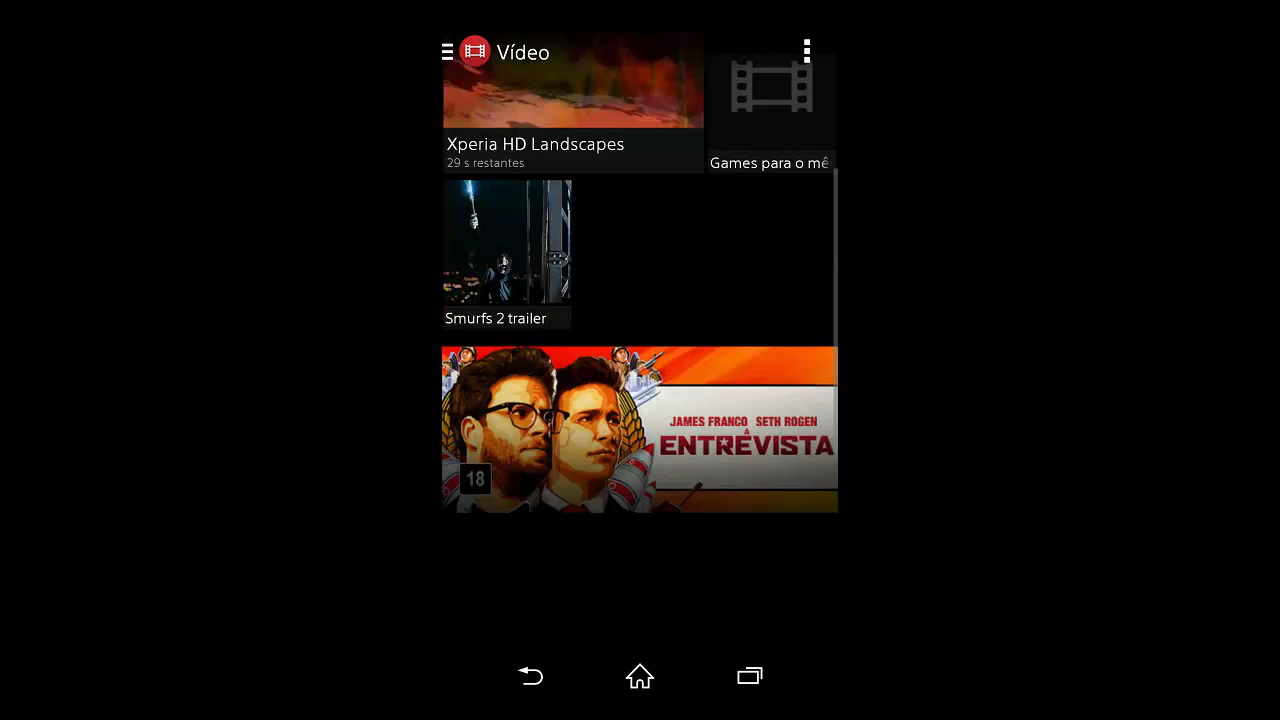 Vídeo
Xperia HD Landscapes
29 s restantes
Games para o mê
Smurfs 2 trailer
JAMES FRANCO SETH ROGEN
A
ENTREVISTA
18